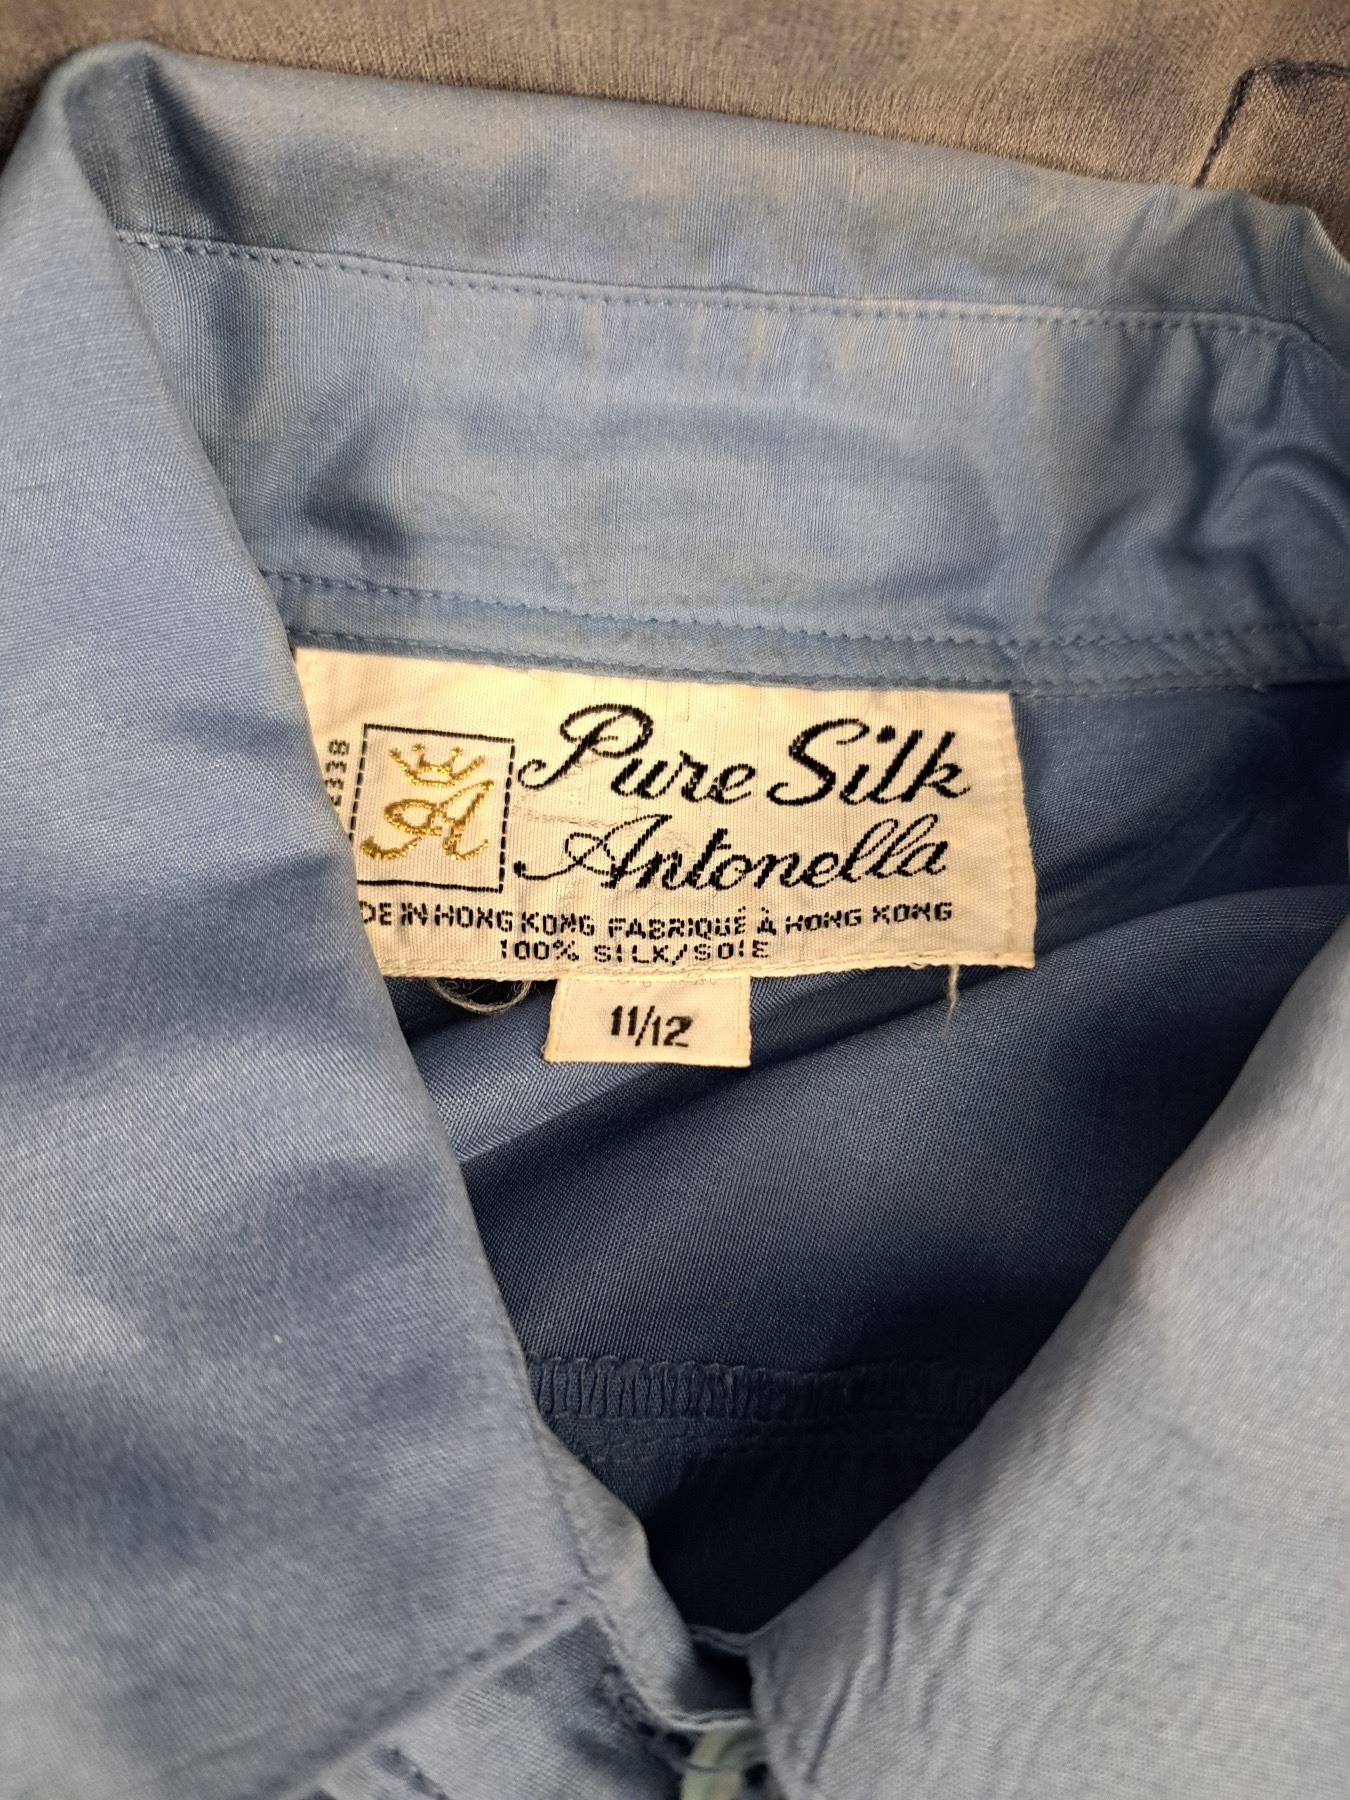 Pure Silk
A
Antonella
DE IN HONG KONG FABRIQUÉ À HONG KONG
100% SILK/SOIE
11/12